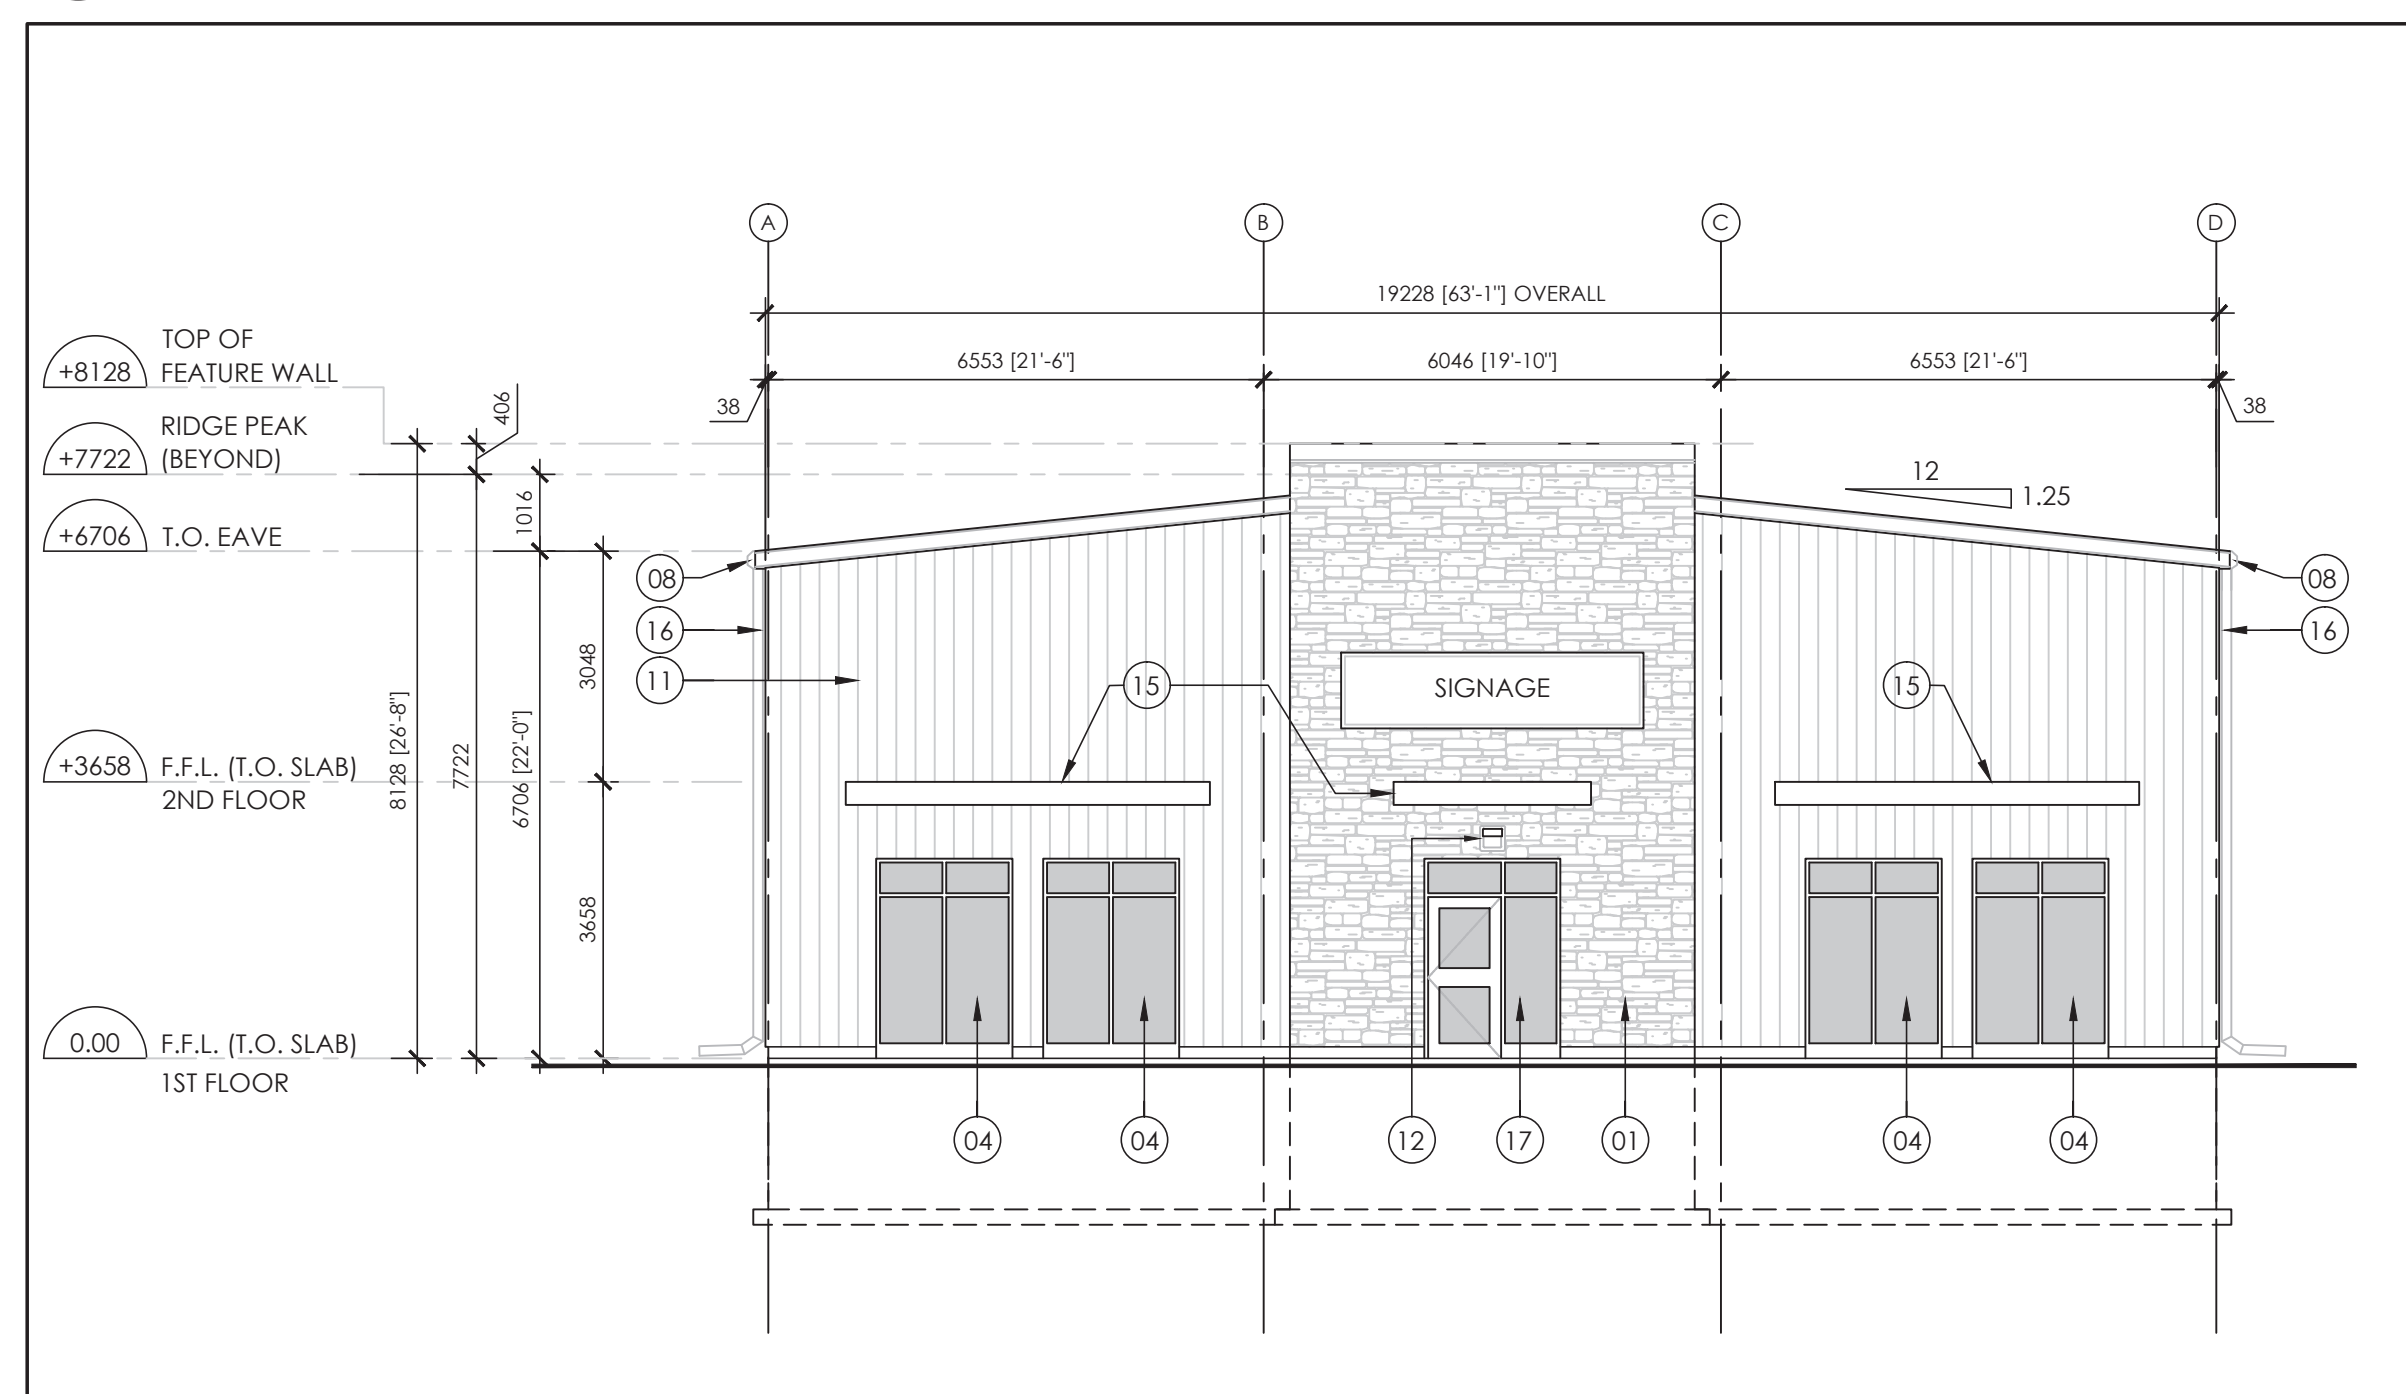 A
B
C
D
19228 [63'-1"] OVERALL
6553 [21'-6"]
6046 [19'-10"]
6553 [21'-6"]
38
38
TOP OF
+8128 FEATURE WALL
406
RIDGE PEAK
+7722 (BEYOND)
1016
+6706 T.O. EAVE
12
1.25
08
08
16
16
11
3048
15
15
SIGNAGE
8128 [26'-8"]
7722
6706 [22'-0"]
+3658 F.F.L. (T.O. SLAB)
2ND FLOOR
3658
0.00 F.F.L. (T.O. SLAB)
1ST FLOOR
04
04
12
17
01
04
04